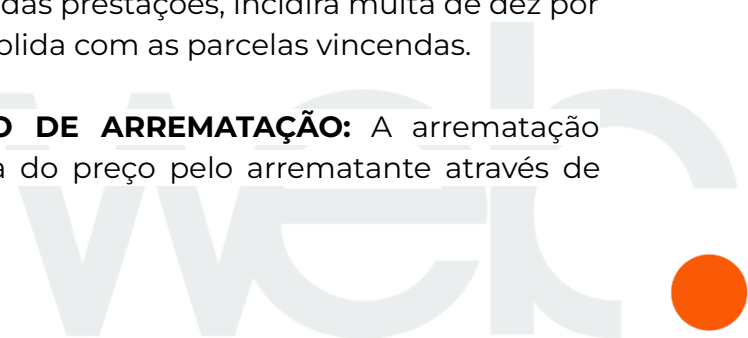 das prestações, incidirá multa de dez por
olida com as parcelas vincendas.
O DE ARREMATAÇÃO: A arrematação
a do preço pelo arrematante através de
web.